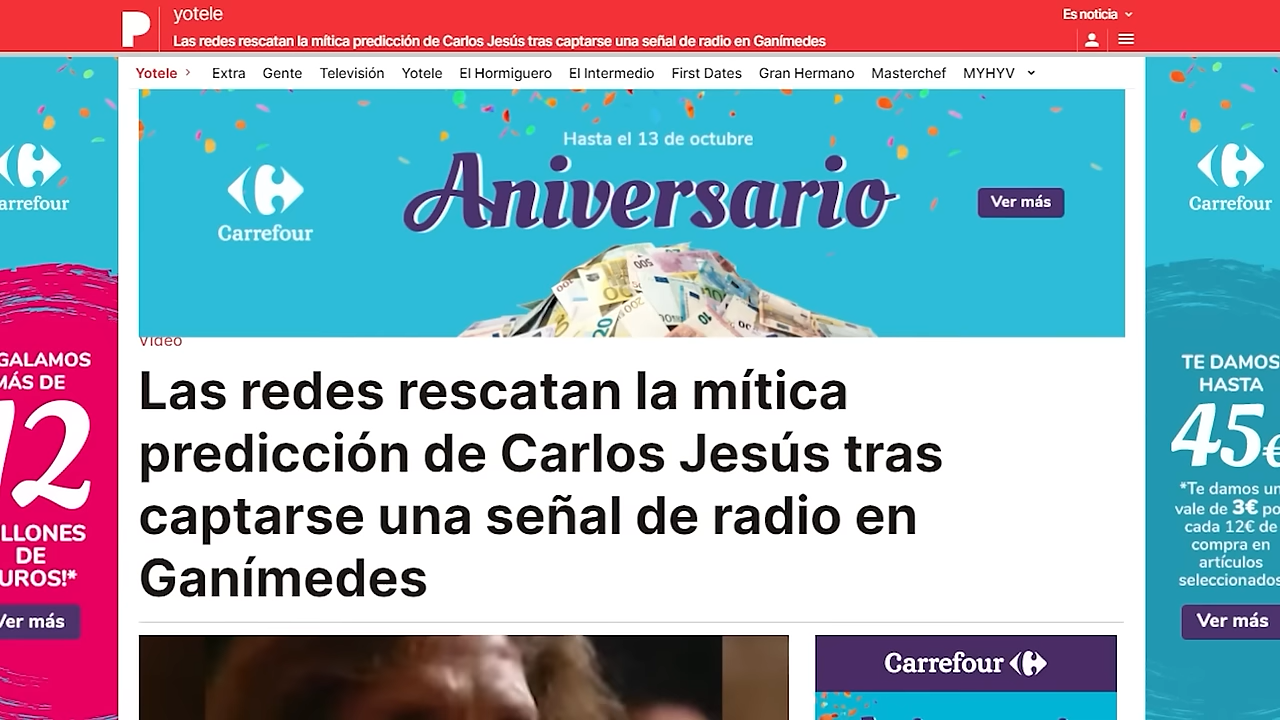 yotele
Es noticia
Las redes rescatan la mítica predicción de Carlos Jesús tras captarse una señal de radio en Ganímedes
Yotele
Extra
Gente
Televisión
Yotele
El Hormiguero
El Intermedio
First Dates
Gran Hermano
Masterchef
MYHYV
Hasta el 13 de octubre
Aniversario
Carrefour
Ver más
Vídeo
Las redes rescatan la mítica
predicción de Carlos Jesús tras
captarse una señal de radio en
Ganímedes
Carrefour
arrefour
GALAMOS
MÁS DE
12
LLONES
DE
UROS!*
Ver más
Carrefour
TE DAMOS
HASTA
45€
*Te damos un
vale de 3€ po
cada 12€ de
compra en
artículos
seleccionados
Ver más